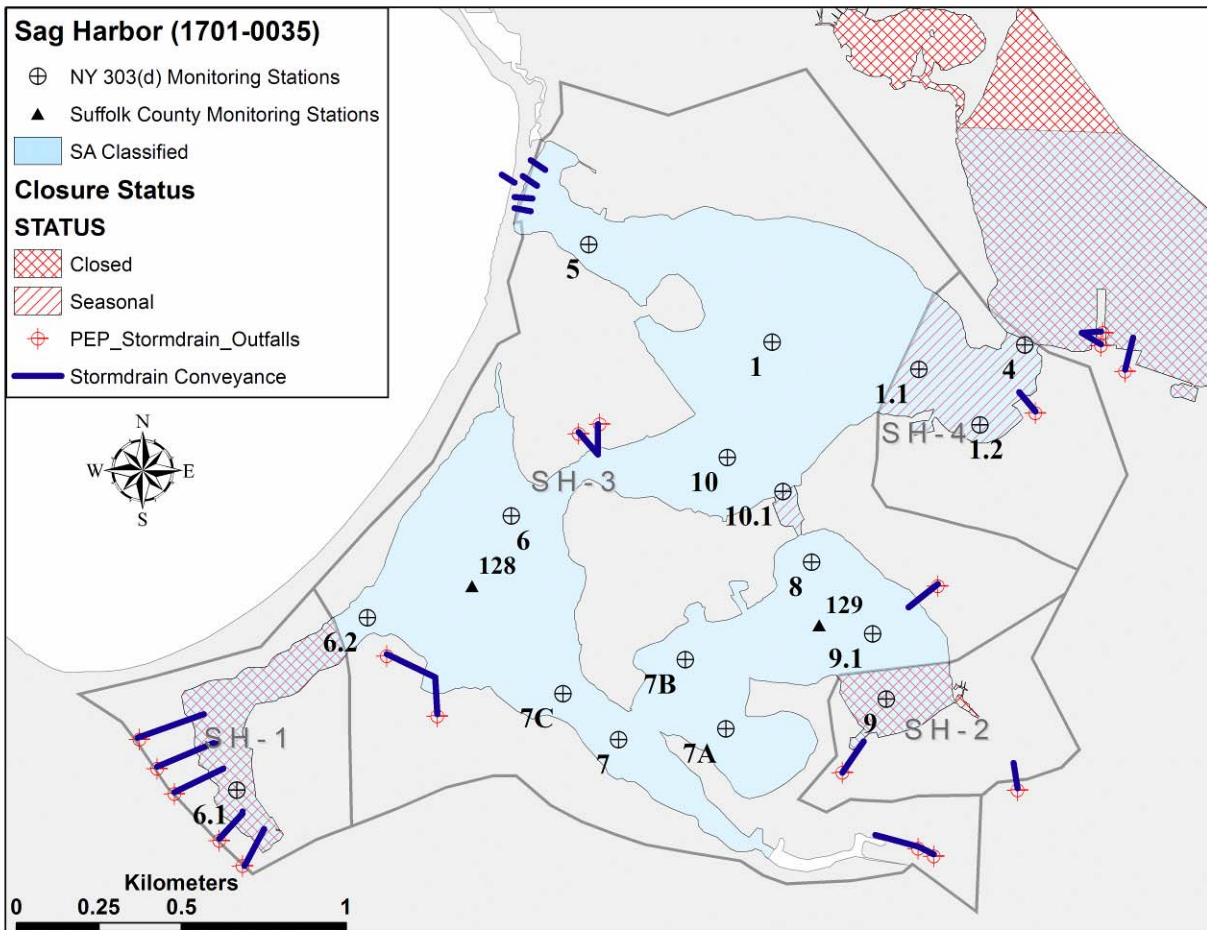 Sag Harbor (1701-0035)
NY 303(d) Monitoring Stations
Suffolk County Monitoring Stations
SA Classified
Closure Status
STATUS
Closed
Seasonal
PEP_Stormdrain_Outfalls
Stormdrain Conveyance
N
W E
S
5
1
4
1.1
SH-4
1.2
10
SH-3
10.1
6
128
8
129
6.2
9.1
7B
9
7C
SH-2
7A
SH-1
7
6.1
Kilometers
0 0.25 0.5 1